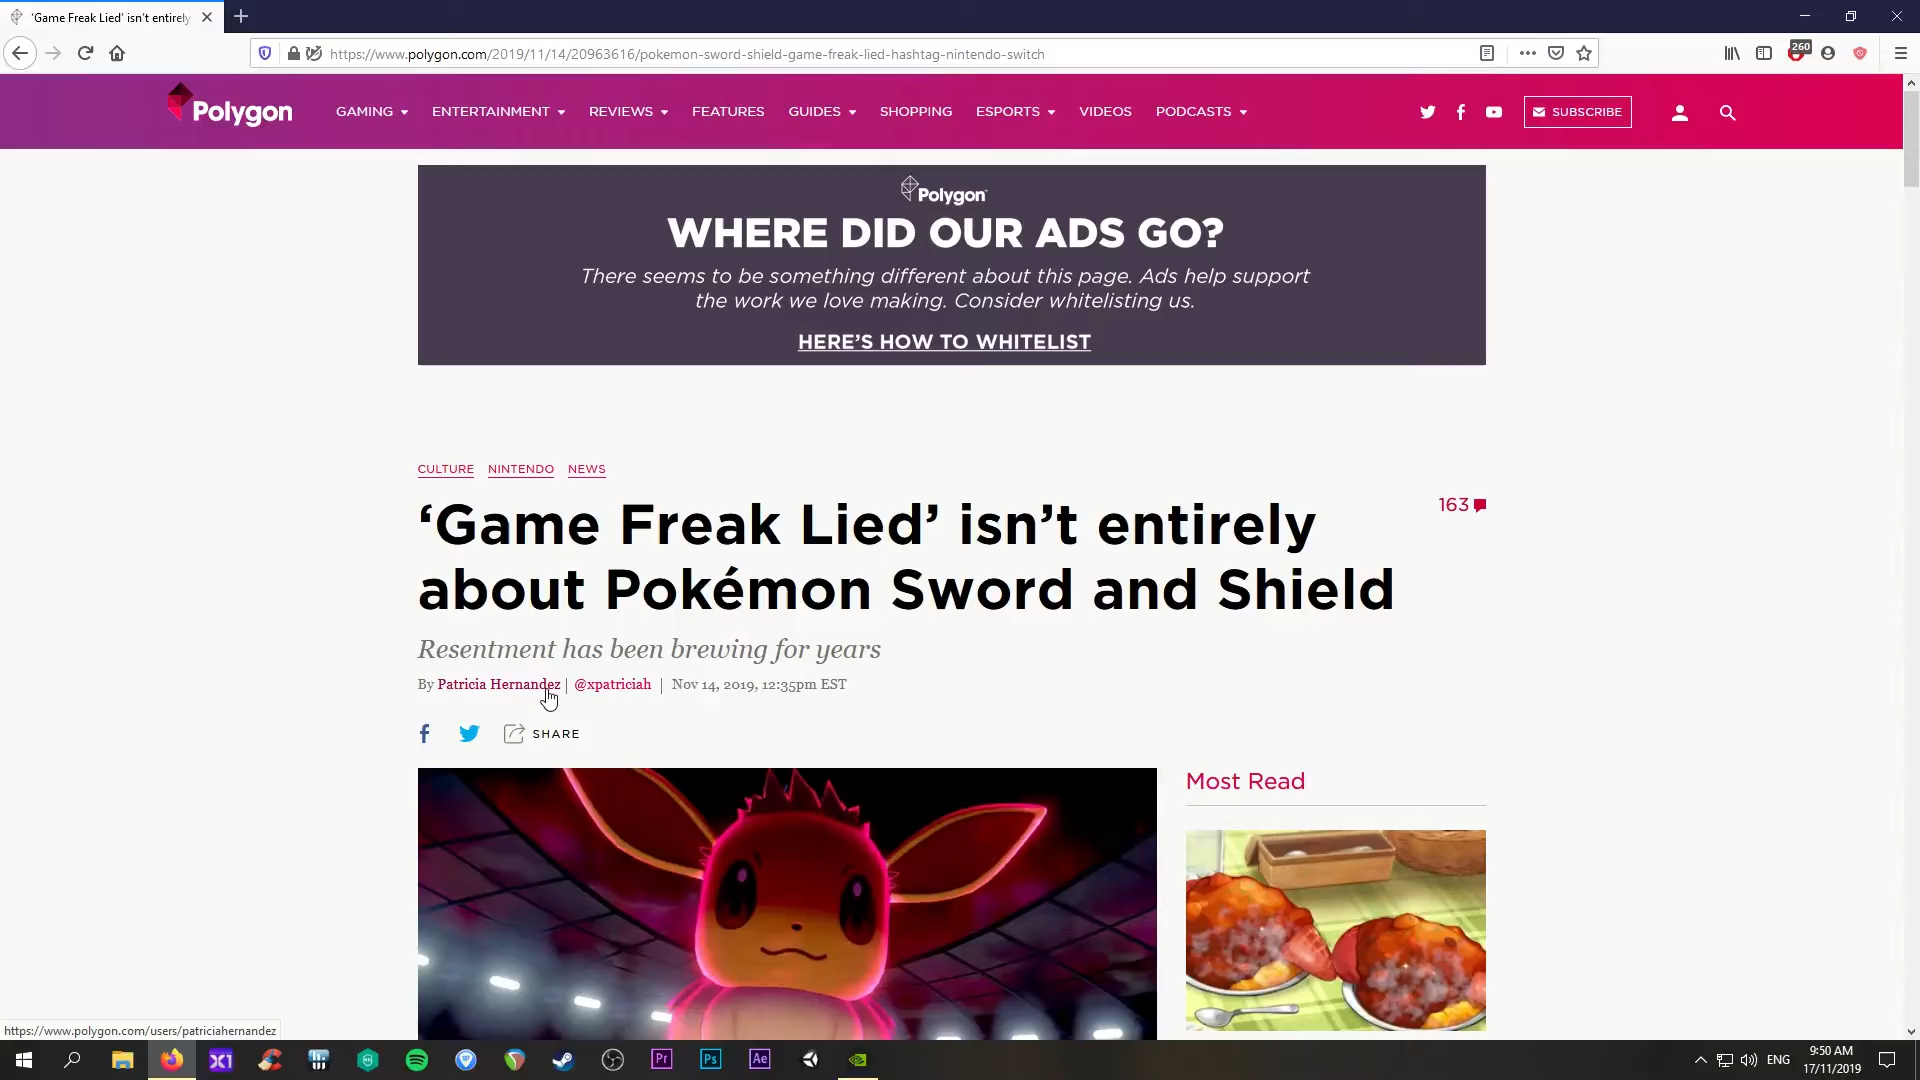 'Game Freak Lied' isn't entirely
https://www.polygon.com/2019/11/14/20963616/pokemon-sword-shield-game-freak-lied-hashtag-nintendo-switch
260
Polygon
GAMING
ENTERTAINMENT
REVIEWS
FEATURES
GUIDES
SHOPPING
ESPORTS
VIDEOS
PODCASTS
SUBSCRIBE
Polygon
WHERE DID OUR ADS GO?
There seems to be something different about this page. Ads help support
the work we love making. Consider whitelisting us.
HERE'S HOW TO WHITELIST
CULTURE NINTENDO NEWS
‘Game Freak Lied’ isn’t entirely
about Pokémon Sword and Shield
163
Resentment has been brewing for years
By Patricia Hernandez | @xpatriciah | Nov 14, 2019, 12:35pm EST
SHARE
Most Read
https://www.polygon.com/users/patriciahernandez
X1
Pr
Ps
Ae
ENG
9:50 AM
17/11/2019